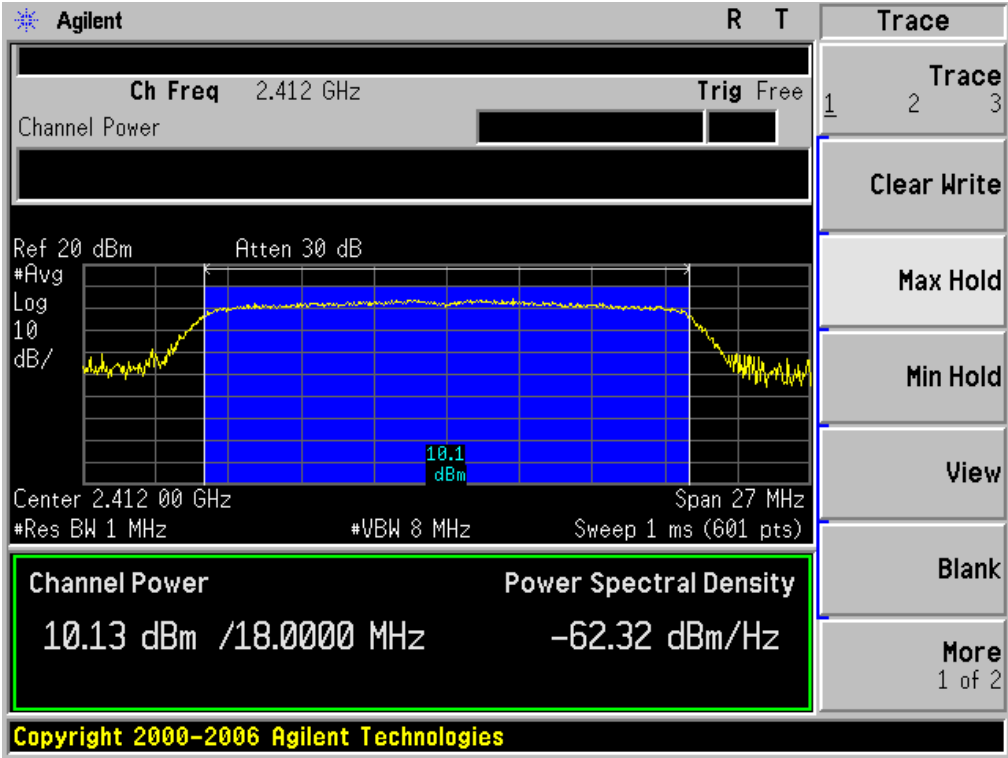 Agilent R T
Trace
Ch Freq 2.412 GHz Trig Free
Channel Power
Trace
1 2 3
Clear Write
Max Hold
Min Hold
View
Blank
More
1 of 2
Ref 20 dBm Atten 30 dB
#Avg
Log
10
dB/
10.1
dBm
Center 2.412 00 GHz Span 27 MHz
#Res BW 1 MHz #VBW 8 MHz Sweep 1 ms (601 pts)
Channel Power Power Spectral Density
10.13 dBm /18.0000 MHz -62.32 dBm/Hz
Copyright 2000-2006 Agilent Technologies